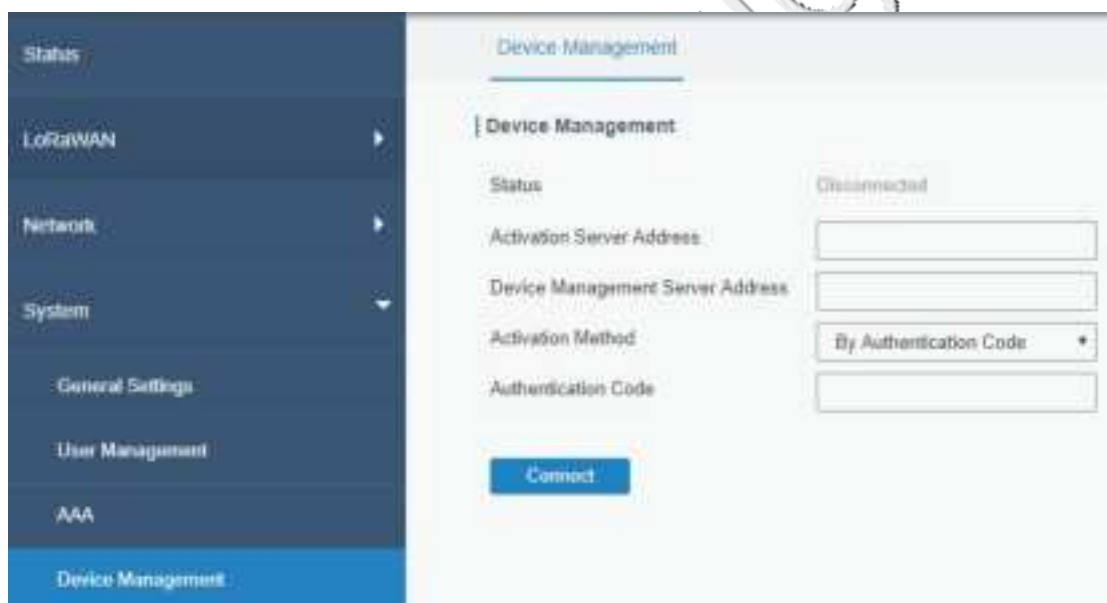 Status
LoRaWAN
Network
System
General Settings
User Management
AAA
Device Management
Device Management
Device Management
Status Disconnected
Activation Server Address
Device Management Server Address
Activation Method By Authentication Code
Authentication Code
Connect